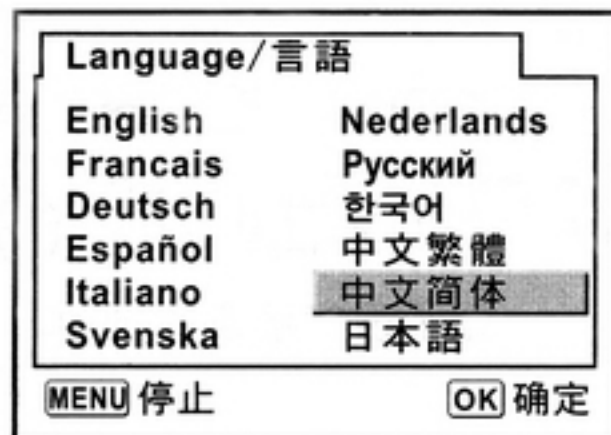 Language/言語
English Nederlands
Francais Русский
Deutsch 한국어
Español 中文繁體
Italiano 中文简体
Svenska 日本語
MENU 停止 OK 确定